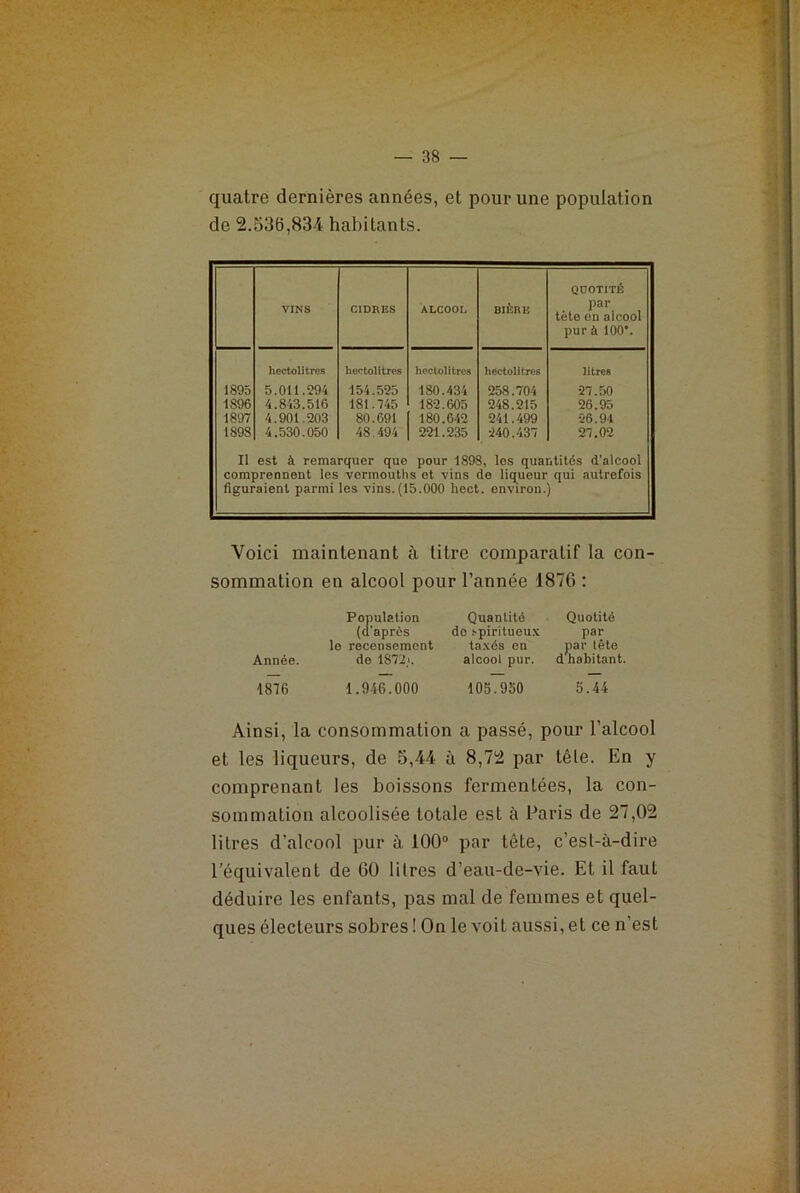 — 38 —
quatre dernières années, et pour une population
de 2.536,834 habitants.
VINS CIDRES ALCOOL BIÈRE QUOTITÉ par tête en alcool pur à 100°.
hectolitres hectolitres hectolitres hectolitres litres
1895 5.011.294 154.525 180.434 258.704 27.50
1896 4.843.516 181.745 182.605 248.215 26.95
1897 4.901.203 80.691 180.642 241.499 26.94
1898 4.530.050 48.494 221.235 240.437 27.02
Il est à remarquer que pour 1898, les quantités d'alcool
comprennent les vermouths et vins de liqueur qui autrefois
figuraient parmi les vins. (15.000 hect. environ.)
Voici maintenant à titre comparatif la con-
sommation en alcool pour l'année 1876 :
Population Quantité Quotité
(d'après de spiritueux par
le recensement taxés en par tête
Année. de 1872). alcool pur. d'habitant.
— — — —
1876 1.946.000 105.950 5.44
Ainsi, la consommation a passé, pour l'alcool
et les liqueurs, de 5,44 à 8,72 par tête. En y
comprenant les boissons fermentées, la con-
sommation alcoolisée totale est à Paris de 27,02
litres d'alcool pur à 100° par tête, c'est-à-dire
l'équivalent de 60 litres d'eau-de-vie. Et il faut
déduire les enfants, pas mal de femmes et quel-
ques électeurs sobres ! On le voit aussi, et ce n'est